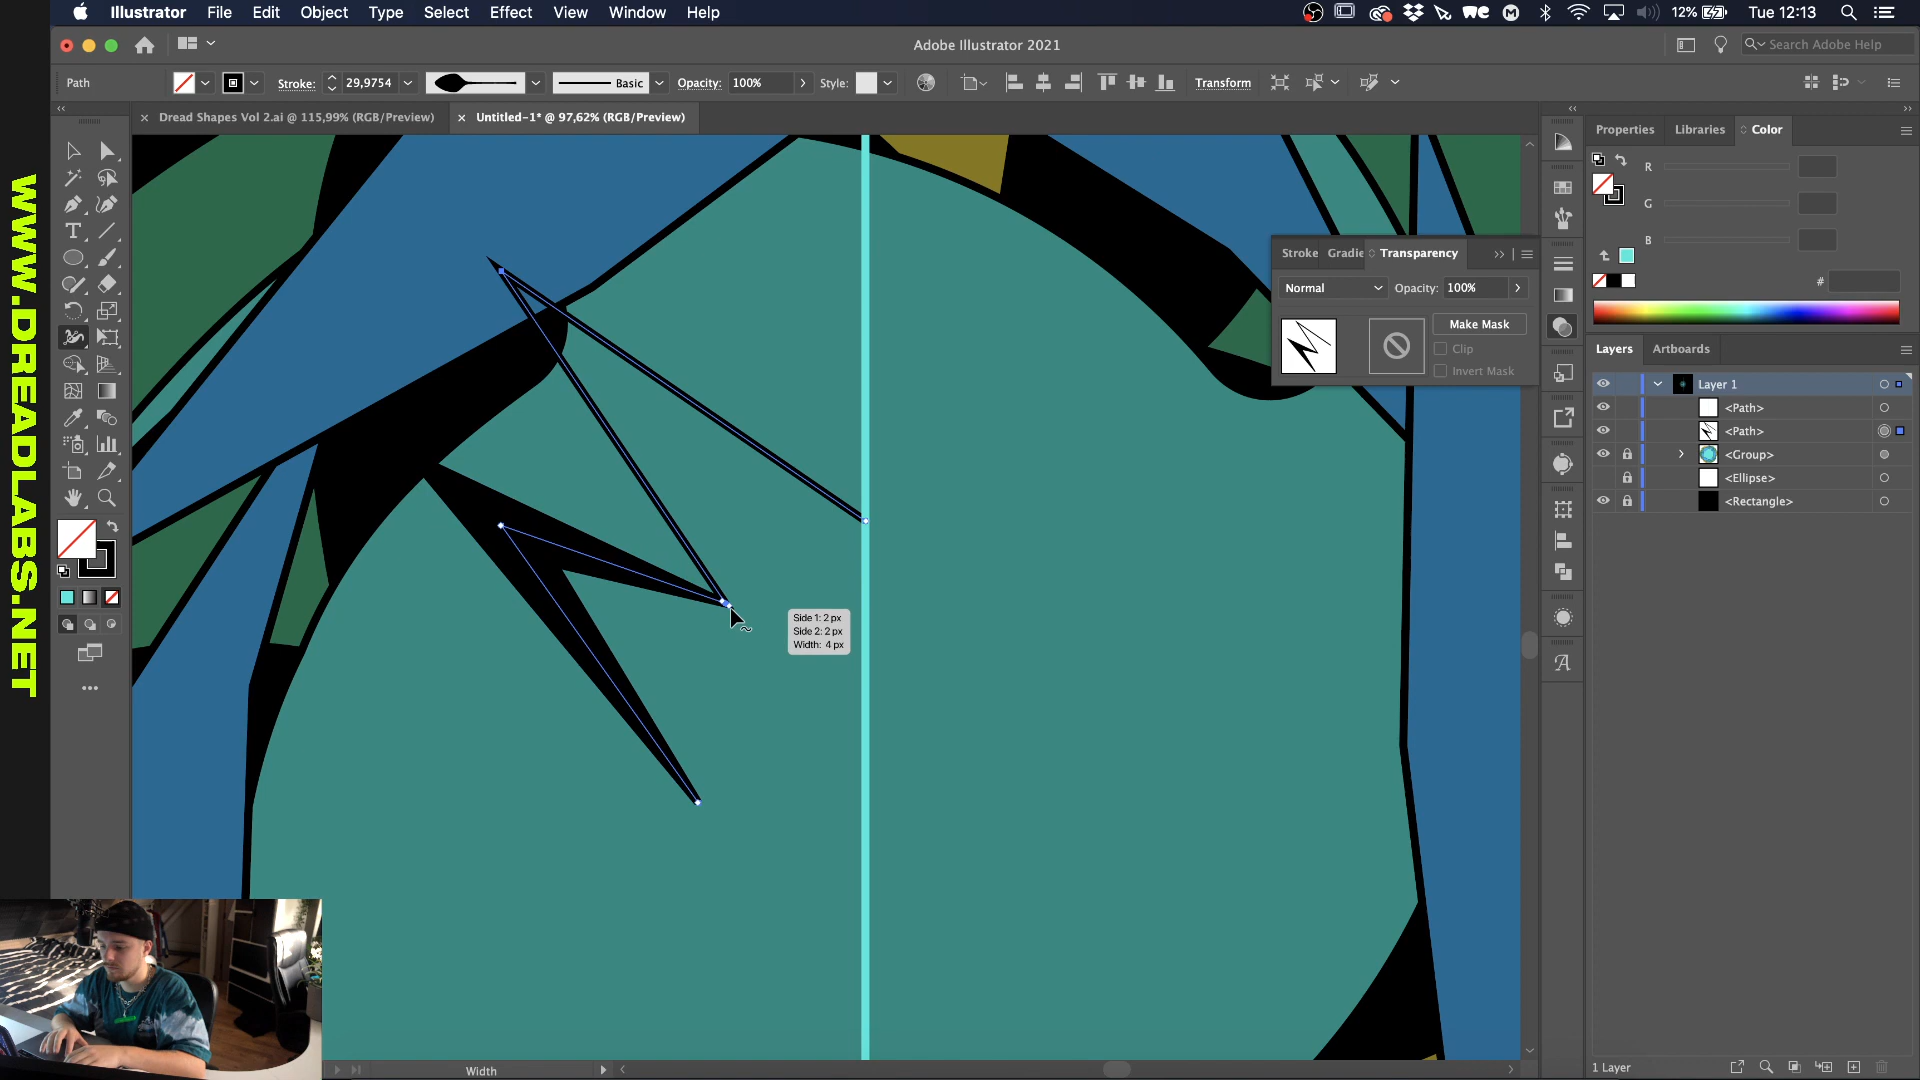 Illustrator File Edit Object Type Select Effect View Window Help
12% Tue 12:13
Adobe Illustrator 2021
Search Adobe Help
Path Stroke: 29,9754 Basic Opacity: 100% Style: Transform
× Dread Shapes Vol 2.ai @ 115,99% (RGB/Preview) × Untitled-1* @ 97,62% (RGB/Preview)
Properties Libraries Color
R
G
B
#
Stroke Gradie Transparency
Normal Opacity: 100%
Make Mask
Clip
Invert Mask
Layers Artboards
Layer 1
<Path>
<Path>
<Group>
<Ellipse>
<Rectangle>
Side 1: 2 px
Side 2: 2 px
Width: 4 px
WWW.DREADLABS.NET
Width
1 Layer